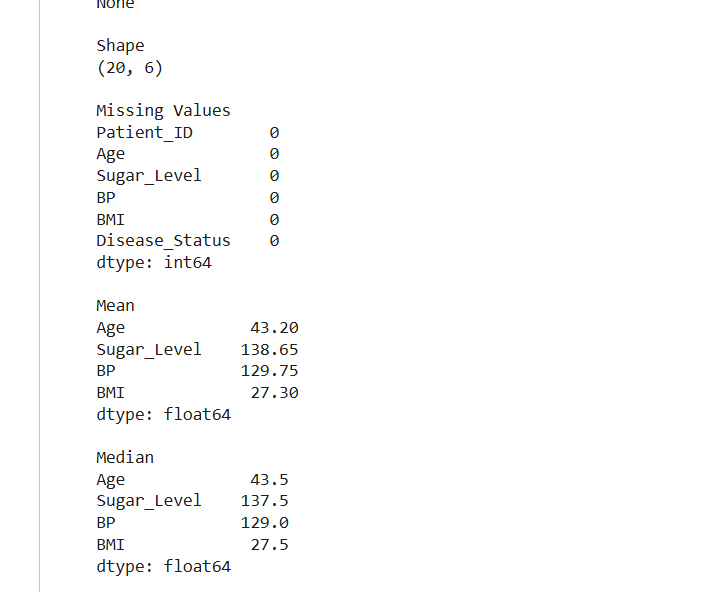 None
Shape
(20, 6)
Missing Values
Patient_ID 0
Age 0
Sugar_Level 0
BP 0
BMI 0
Disease_Status 0
dtype: int64
Mean
Age 43.20
Sugar_Level 138.65
BP 129.75
BMI 27.30
dtype: float64
Median
Age 43.5
Sugar_Level 137.5
BP 129.0
BMI 27.5
dtype: float64